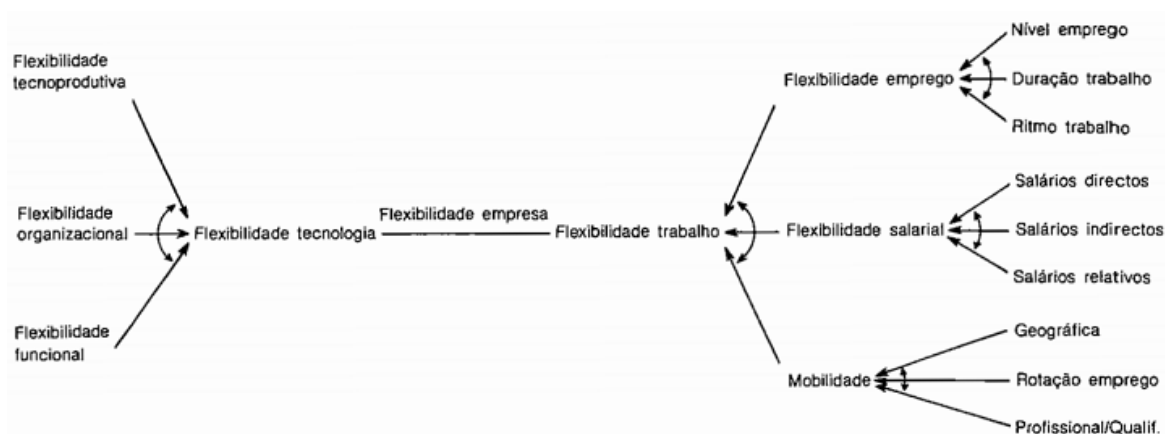 Flexibilidade
tecnoprodutiva
Flexibilidade
organizacional
Flexibilidade
funcional
Flexibilidade tecnologia
Flexibilidade empresa
Flexibilidade trabalho
Flexibilidade emprego
Nível emprego
Duração trabalho
Ritmo trabalho
Flexibilidade salarial
Salários directos
Salários indirectos
Salários relativos
Mobilidade
Geográfica
Rotação emprego
Profissional/Qualif.